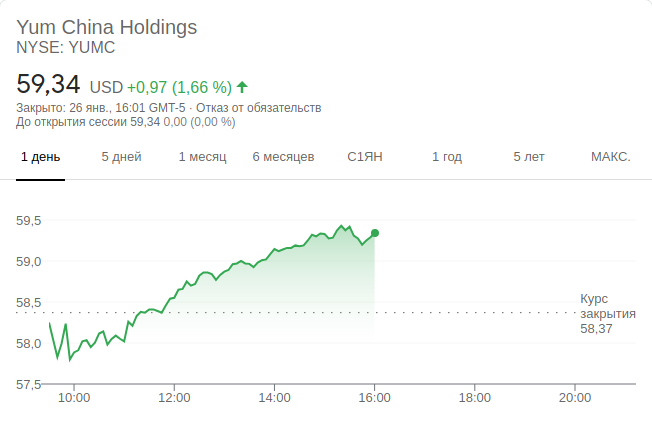 Yum China Holdings
NYSE: YUMC
59,34 USD +0,97 (1,66 %)
Закрыто: 26 янв., 16:01 GMT-5 · Отказ от обязательств
До открытия сессии 59,34 0,00 (0,00 %)
1 день 5 дней 1 месяц 6 месяцев С1ЯН 1 год 5 лет МАКС.
59,5
59,0
58,5
58,0
57,5
Курс
закрытия
58,37
10:00 12:00 14:00 16:00 18:00 20:00